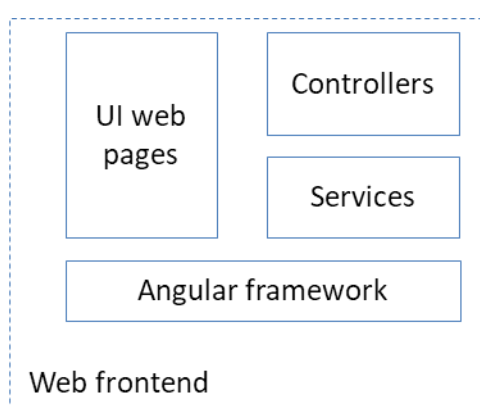 UI web
pages
Controllers
Services
Angular framework
Web frontend